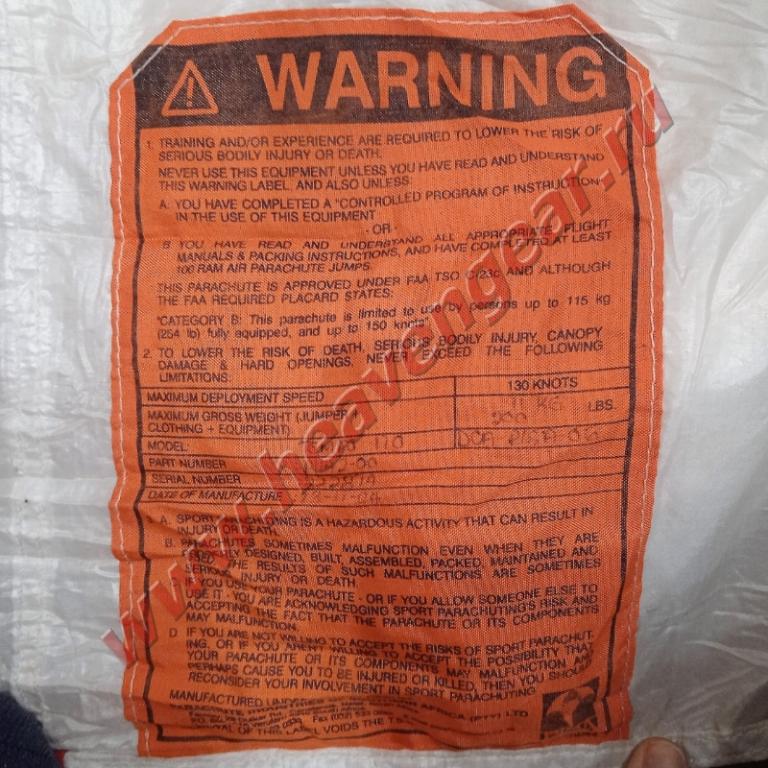 WARNING
1. TRAINING AND/OR EXPERIENCE ARE REQUIRED TO LOWER THE RISK OF
SERIOUS BODILY INJURY OR DEATH.
NEVER USE THIS EQUIPMENT UNLESS YOU HAVE READ AND UNDERSTAND
THIS WARNING LABEL, AND ALSO UNLESS:
A. YOU HAVE COMPLETED A "CONTROLLED PROGRAM OF INSTRUCTION"
IN THE USE OF THIS EQUIPMENT
- OR -
B YOU HAVE READ AND UNDERSTAND ALL APPROPRIATE FLIGHT
MANUALS & PACKING INSTRUCTIONS, AND HAVE COMPLETED AT LEAST
100 RAM AIR PARACHUTE JUMPS.
THIS PARACHUTE IS APPROVED UNDER FAA TSO C/23c AND ALTHOUGH
THE FAA REQUIRED PLACARD STATES:
"CATEGORY B: This parachute is limited to use by persons up to 115 kg
(254 lb) fully equipped, and up to 150 knots"
2. TO LOWER THE RISK OF DEATH, SERIOUS BODILY INJURY, CANOPY
DAMAGE & HARD OPENINGS, NEVER EXCEED THE FOLLOWING
LIMITATIONS:
MAXIMUM DEPLOYMENT SPEED 130 KNOTS
MAXIMUM GROSS WEIGHT (JUMPER + KG LBS.
CLOTHING + EQUIPMENT)
MODEL 110
PART NUMBER
SERIAL NUMBER
DATE OF MANUFACTURE
A. SPORT PARACHUTING IS A HAZARDOUS ACTIVITY THAT CAN RESULT IN
INJURY OR DEATH.
B. PARACHUTES SOMETIMES MALFUNCTION EVEN WHEN THEY ARE
DESIGNED, BUILT, ASSEMBLED, PACKED, MAINTAINED AND
THE RESULTS OF SUCH MALFUNCTIONS ARE SOMETIMES
INJURY OR DEATH.
C IF YOU USE YOUR PARACHUTE - OR IF YOU ALLOW SOMEONE ELSE TO
USE IT - YOU ARE ACKNOWLEDGING SPORT PARACHUTING'S RISK AND
ACCEPTING THE FACT THAT THE PARACHUTE OR ITS COMPONENTS
MAY MALFUNCTION.
D IF YOU ARE NOT WILLING TO ACCEPT THE RISKS OF SPORT PARACHUT
ING, OR IF YOU AREN'T WILLING TO ACCEPT THE POSSIBILITY THAT
YOUR PARACHUTE OR ITS COMPONENTS MAY MALFUNCTION AND
PERHAPS CAUSE YOU TO BE INJURED OR KILLED, THEN YOU SHOULD
RECONSIDER YOUR INVOLVEMENT IN SPORT PARACHUTING
MANUFACTURED AFRICA (PTY) LTD
OF THIS LABEL VOIDS THE
www.heavengear.ru